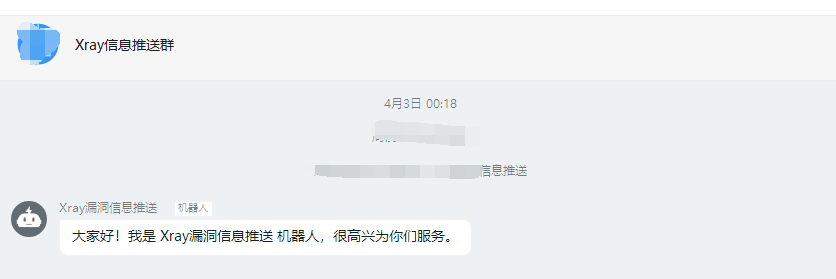 Xray信息推送群
4月3日 00:18
信息推送
Xray漏洞信息推送 机器人
大家好！我是 Xray漏洞信息推送 机器人，很高兴为你们服务。